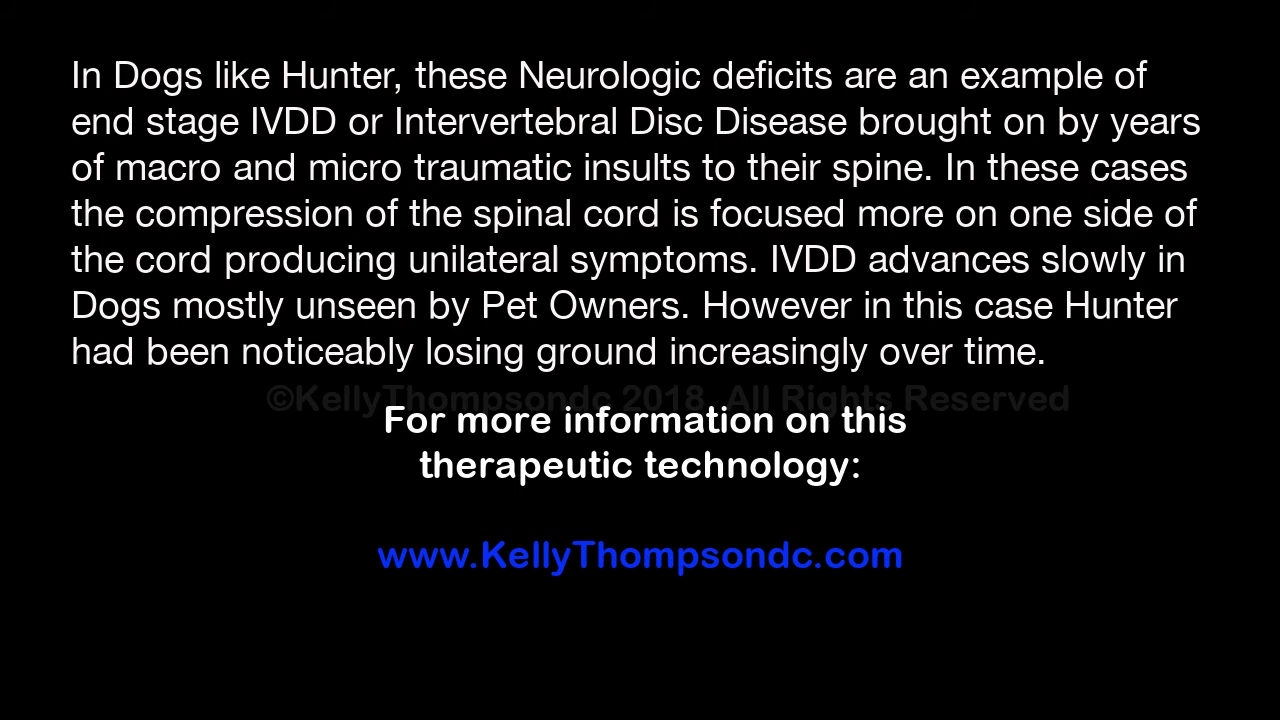 In Dogs like Hunter, these Neurologic deficits are an example of
end stage IVDD or Intervertebral Disc Disease brought on by years
of macro and micro traumatic insults to their spine. In these cases
the compression of the spinal cord is focused more on one side of
the cord producing unilateral symptoms. IVDD advances slowly in
Dogs mostly unseen by Pet Owners. However in this case Hunter
had been noticeably losing ground increasingly over time.
©KellyThompsondc 2018 All Rights Reserved
For more information on this
therapeutic technology:
www.KellyThompsondc.com